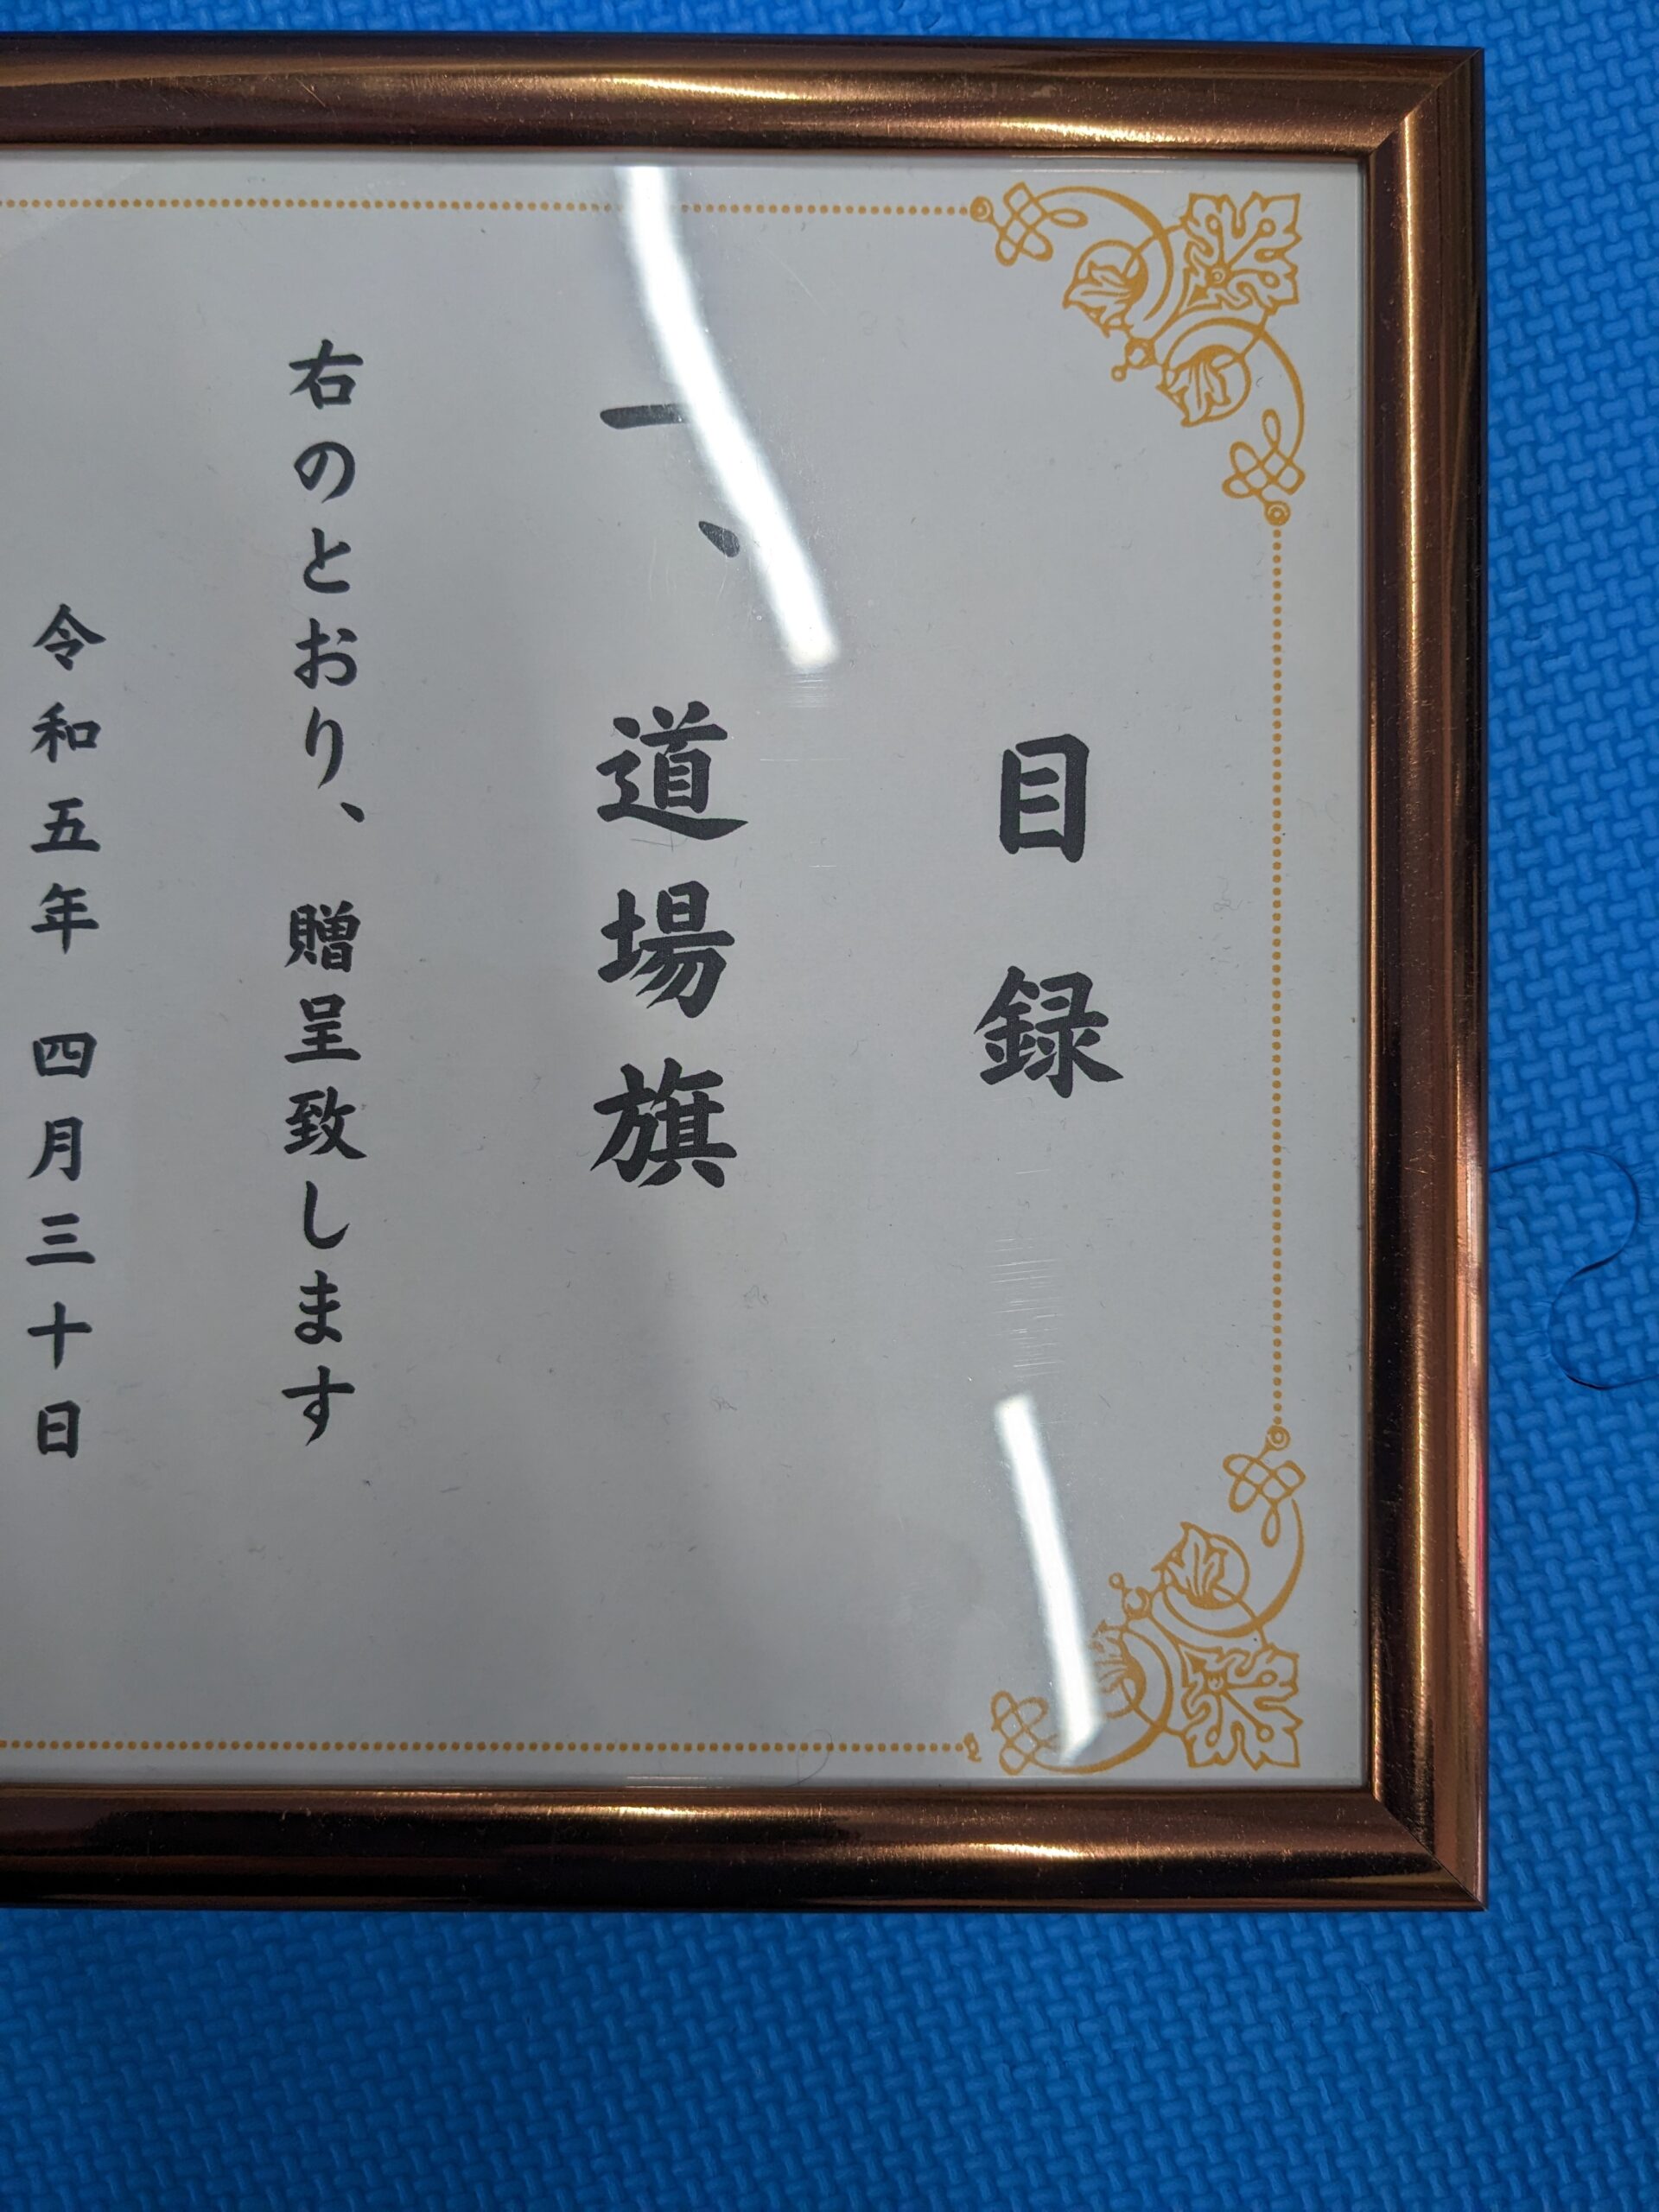 目録
一、道場旗
右のとおり、贈呈致します
令和五年 四月三十日